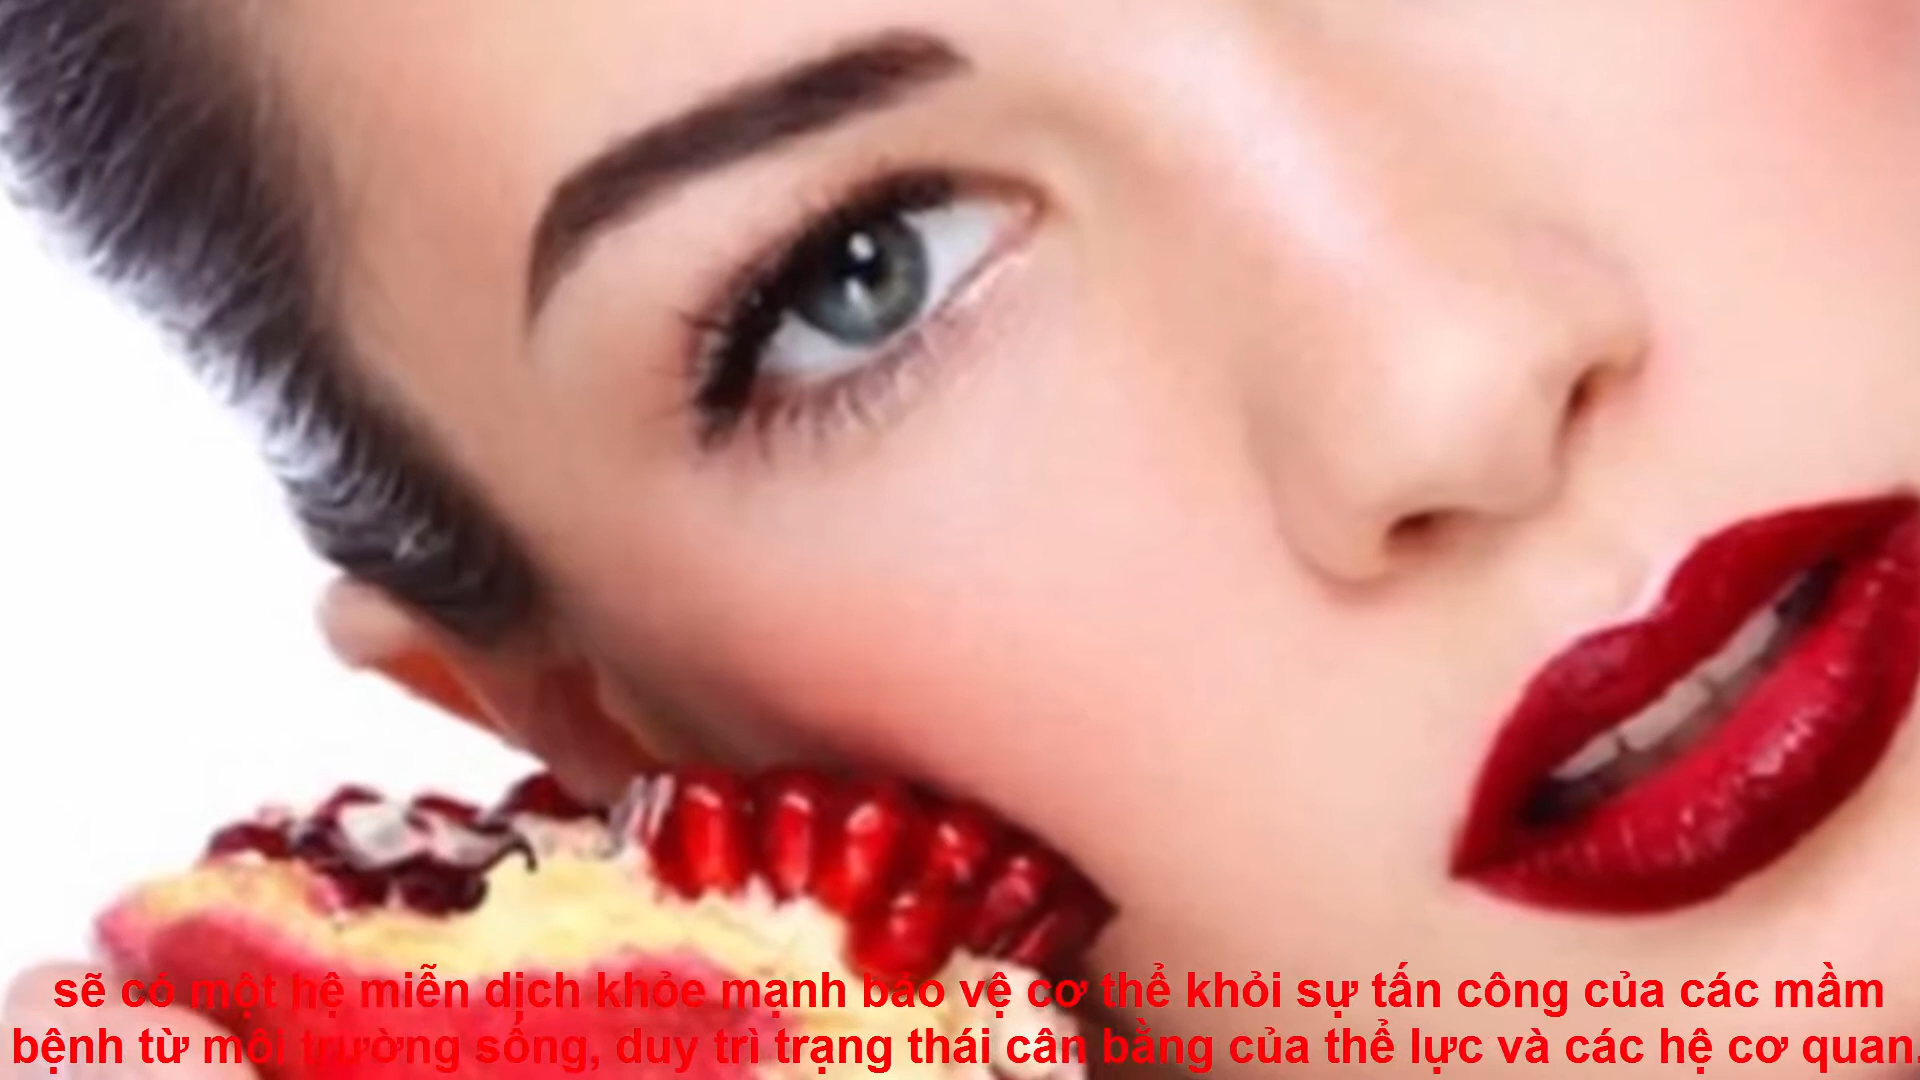 sẽ có một hệ miễn dịch khỏe mạnh bảo vệ cơ thể khỏi sự tấn công của các mầm
bệnh từ môi trường sống, duy trì trạng thái cân bằng của thể lực và các hệ cơ quan.